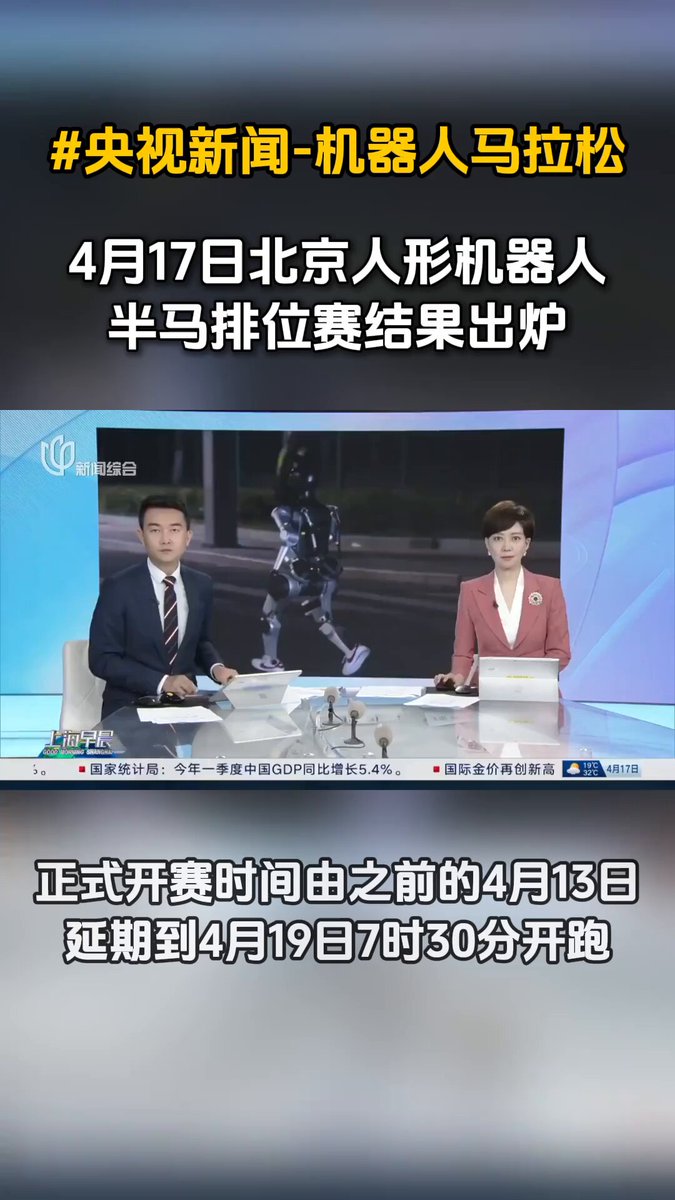 #央视新闻-机器人马拉松
4月17日北京人形机器人
半马排位赛结果出炉
新闻综合
上海早晨
GOOD MORNING SHANGHAI
%。 ■国家统计局：今年一季度中国GDP同比增长5.4%。 ■国际金价再创新高
19℃
32℃
4月17日
正式开赛时间由之前的4月13日
延期到4月19日7时30分开跑